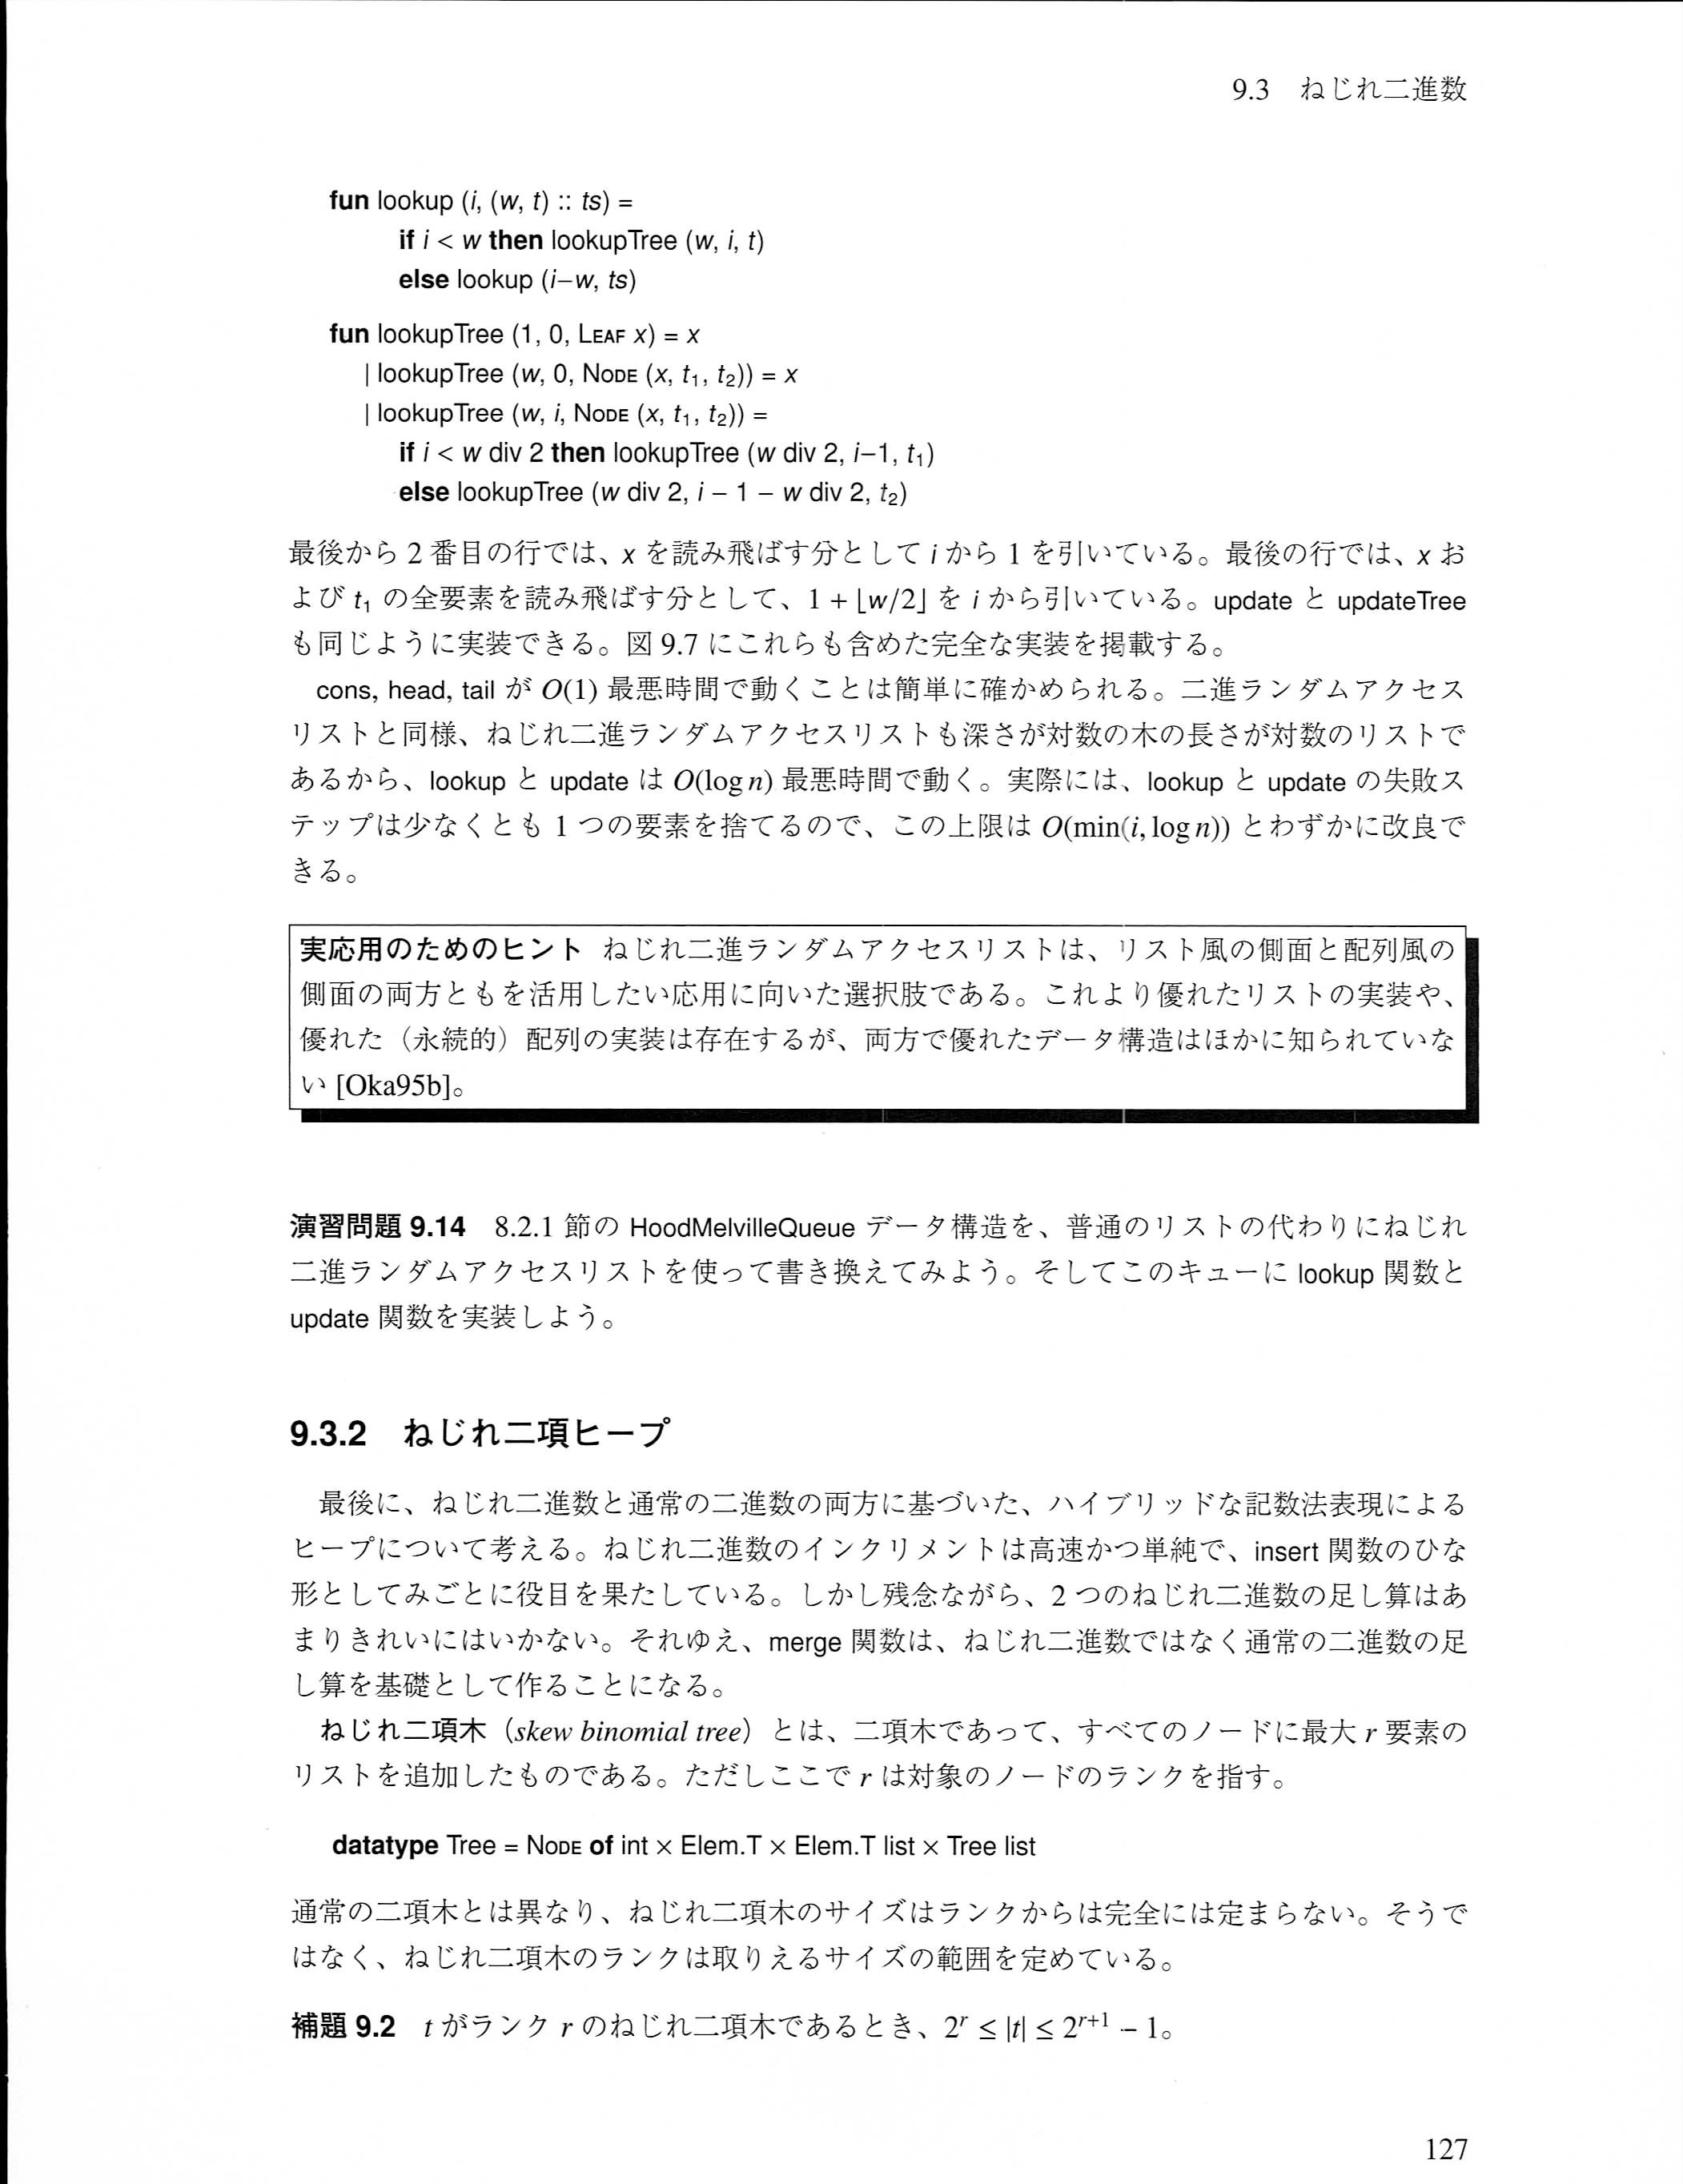 9.3　ねじれ二進数
fun lookup (i, (w, t) :: ts) =
if i < w then lookupTree (w, i, t)
else lookup (i−w, ts)
fun lookupTree (1, 0, LEAF x) = x
| lookupTree (w, 0, NODE (x, t₁, t₂)) = x
| lookupTree (w, i, NODE (x, t₁, t₂)) =
if i < w div 2 then lookupTree (w div 2, i−1, t₁)
else lookupTree (w div 2, i − 1 − w div 2, t₂)
最後から 2 番目の行では、x を読み飛ばす分として i から 1 を引いている。最後の行では、x お
よび t₁ の全要素を読み飛ばす分として、1 + ⌊w/2⌋ を i から引いている。update と updateTree
も同じように実装できる。図 9.7 にこれらも含めた完全な実装を掲載する。
cons, head, tail が O(1) 最悪時間で動くことは簡単に確かめられる。二進ランダムアクセス
リストと同様、ねじれ二進ランダムアクセスリストも深さが対数の木の長さが対数のリストで
あるから、lookup と update は O(log n) 最悪時間で動く。実際には、lookup と update の失敗ス
テップは少なくとも 1 つの要素を捨てるので、この上限は O(min(i, log n)) とわずかに改良で
きる。
実応用のためのヒント　ねじれ二進ランダムアクセスリストは、リスト風の側面と配列風の
側面の両方ともを活用したい応用に向いた選択肢である。これより優れたリストの実装や、
優れた（永続的）配列の実装は存在するが、両方で優れたデータ構造はほかに知られていな
い [Oka95b]。
演習問題 9.14　8.2.1 節の HoodMelvilleQueue データ構造を、普通のリストの代わりにねじれ
二進ランダムアクセスリストを使って書き換えてみよう。そしてこのキューに lookup 関数と
update 関数を実装しよう。
9.3.2　ねじれ二項ヒープ
最後に、ねじれ二進数と通常の二進数の両方に基づいた、ハイブリッドな記数法表現による
ヒープについて考える。ねじれ二進数のインクリメントは高速かつ単純で、insert 関数のひな
形としてみごとに役目を果たしている。しかし残念ながら、2 つのねじれ二進数の足し算はあ
まりきれいにはいかない。それゆえ、merge 関数は、ねじれ二進数ではなく通常の二進数の足
し算を基礎として作ることになる。
ねじれ二項木（skew binomial tree）とは、二項木であって、すべてのノードに最大 r 要素の
リストを追加したものである。ただしここで r は対象のノードのランクを指す。
datatype Tree = NODE of int × Elem.T × Elem.T list × Tree list
通常の二項木とは異なり、ねじれ二項木のサイズはランクからは完全には定まらない。そうで
はなく、ねじれ二項木のランクは取りえるサイズの範囲を定めている。
補題 9.2　t がランク r のねじれ二項木であるとき、2ʳ ≤ |t| ≤ 2ʳ⁺¹ − 1。
127